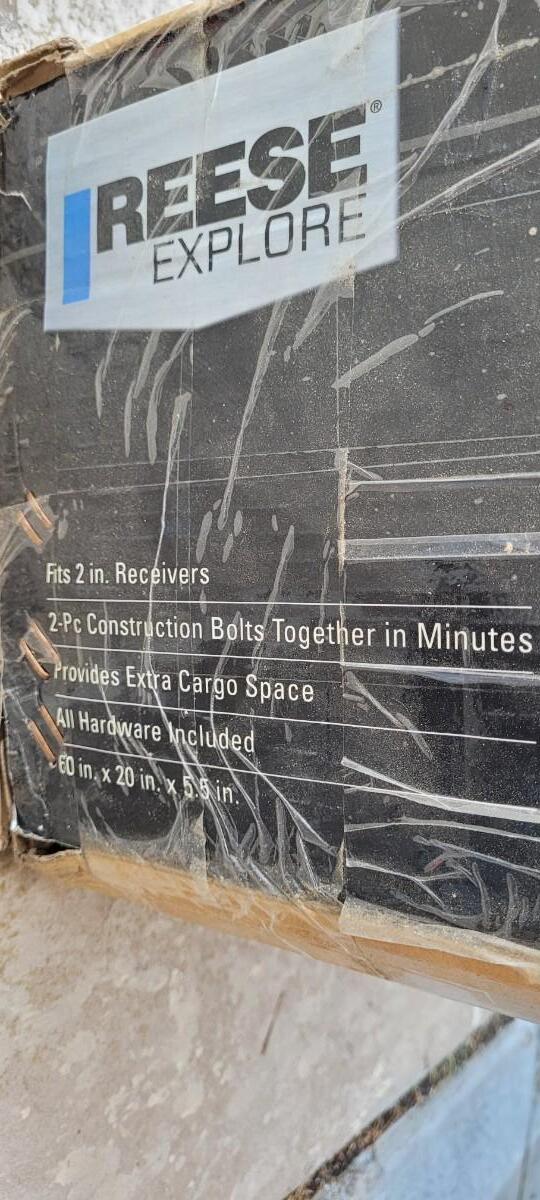 REESE®
EXPLORE
Fits 2 in. Receivers
2-Pc Construction Bolts Together in Minutes
Provides Extra Cargo Space
All Hardware Included
60 in. x 20 in. x 5.5 in.